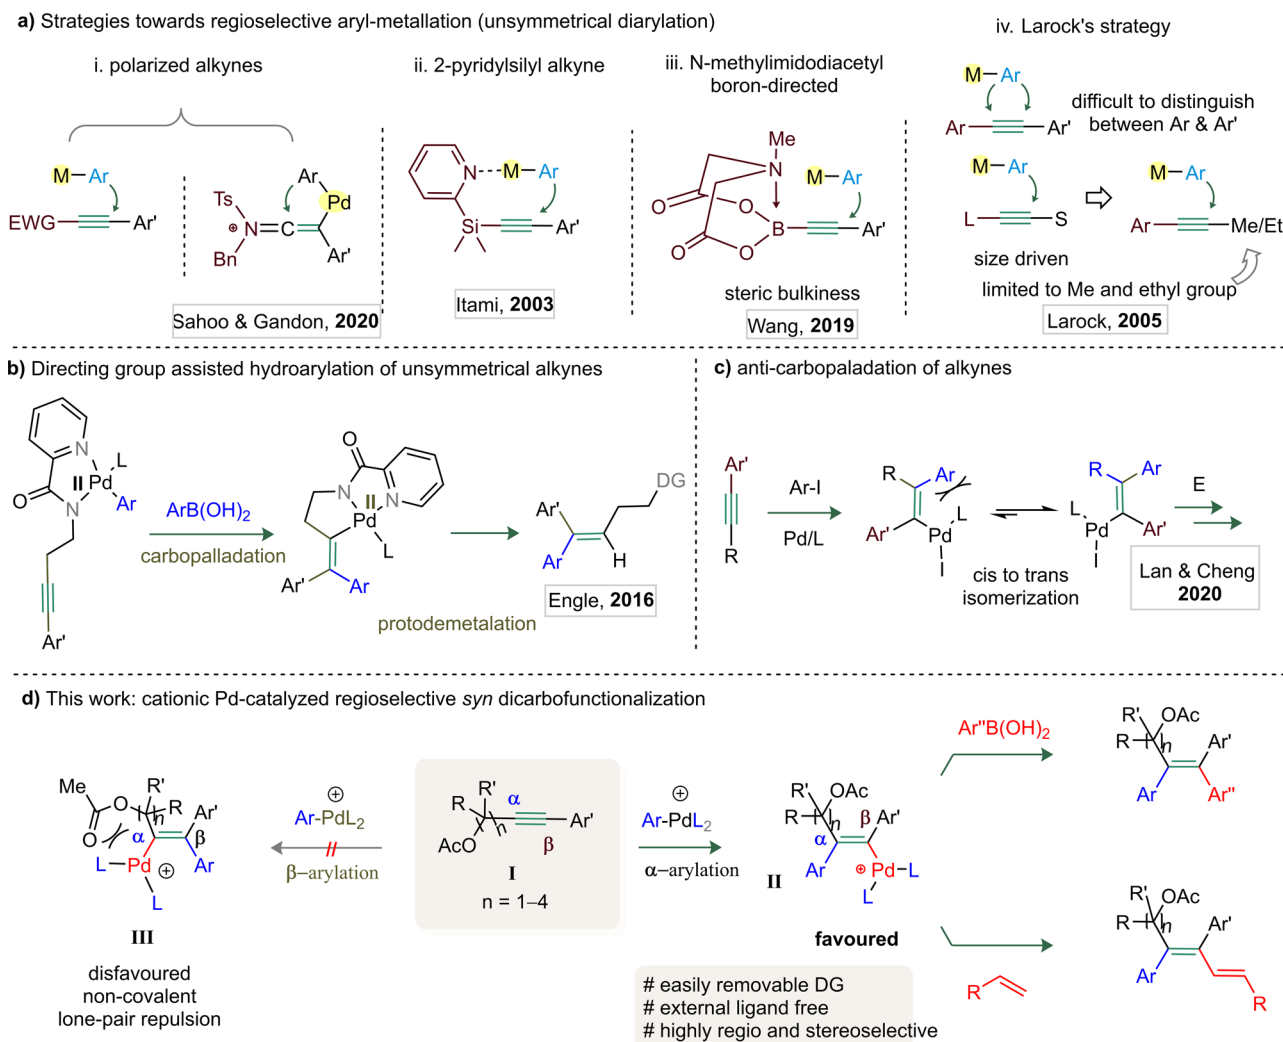 a) Strategies towards regioselective aryl-metallation (unsymmetrical diarylation)
i. polarized alkynes
M Ar
EWG Ar'
Ar
Pd
Ts
N C
⊕
Bn
Ar'
Sahoo & Gandon, 2020
ii. 2-pyridylsilyl alkyne
N M Ar
Si Ar'
Itami, 2003
iii. N-methylimidodiacetyl
boron-directed
Me
N M Ar
O O
B Ar'
O O
steric bulkiness
Wang, 2019
iv. Larock's strategy
M Ar
Ar Ar'
difficult to distinguish
between Ar & Ar'
M Ar
L S
size driven
M Ar
Ar Me/Et
limited to Me and ethyl group
Larock, 2005
b) Directing group assisted hydroarylation of unsymmetrical alkynes
N L
II Pd
O N Ar
Ar'
ArB(OH)2
carbopalladation
O
N N
II
Pd
L
Ar' Ar
protodemetalation
DG
Ar'
Ar H
Engle, 2016
c) anti-carbopaladation of alkynes
Ar'
R
Ar-I
Pd/L
R Ar
L
Ar' Pd
I
cis to trans
isomerization
R Ar
L
Pd Ar'
I
E
Lan & Cheng
2020
d) This work: cationic Pd-catalyzed regioselective syn dicarbofunctionalization
Me O R' R
n Ar'
O α β
L Pd ⊕ Ar
L
III
disfavoured
non-covalent
lone-pair repulsion
⊕
Ar-PdL2
//
β–arylation
R' α
R
n Ar'
AcO β
I
n = 1–4
⊕
Ar-PdL2
α–arylation
R' OAc
R n β Ar'
α
Ar ⊕ Pd L
L
II
favoured
# easily removable DG
# external ligand free
# highly regio and stereoselective
Ar"B(OH)2
R' OAc
R n Ar'
Ar Ar"
R
R' OAc
R n Ar'
Ar
R